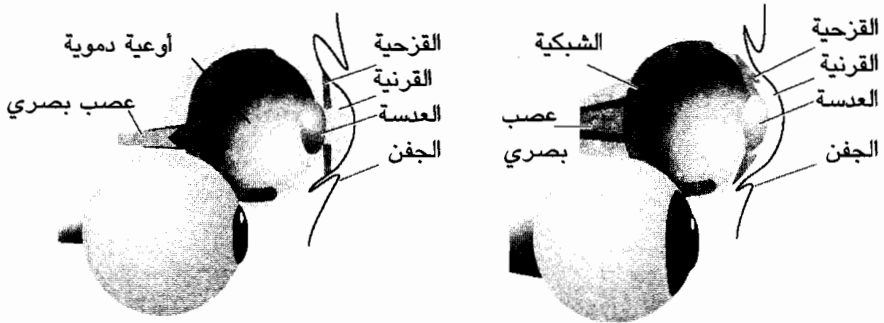 أوعية دموية
عصب بصري
القزحية
القرنية
العدسة
الجفن
الشبكية
عصب
بصري
القزحية
القرنية
العدسة
الجفن